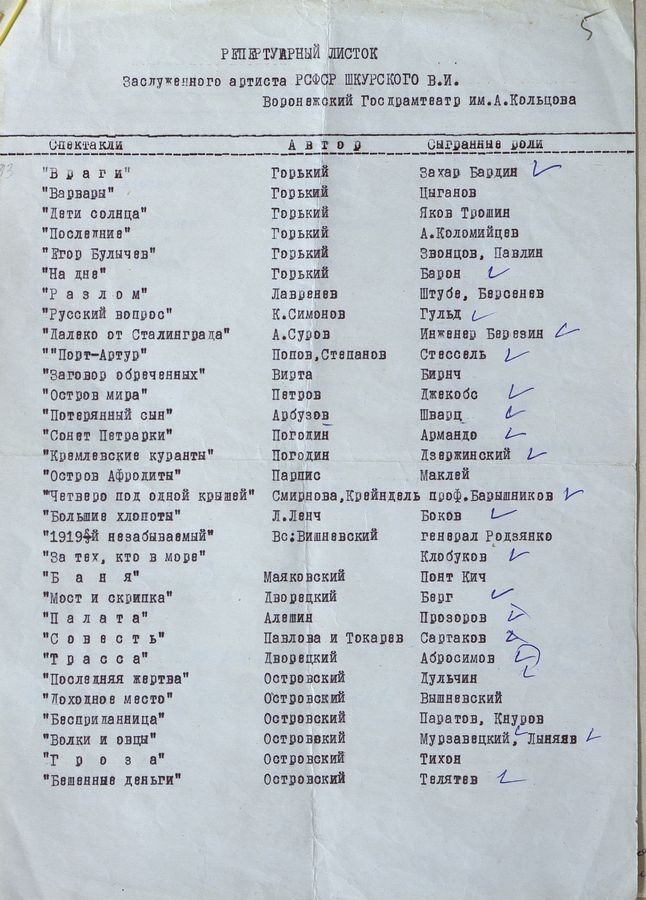 5
РЕПЕРТУАРНЫЙ ЛИСТОК
Заслуженного артиста РСФСР ШКУРСКОГО В.И.
Воронежский Госдрамтеатр им.А.Кольцова
Спектакли А в т о р Сыгранные роли
"В р а г и" Горький Захар Бардин
"Варвары" Горький Цыганов
"Дети солнца" Горький Яков Трошин
"Последние" Горький А.Коломийцев
"Егор Булычев" Горький Звонцов, Павлин
"На дне" Горький Барон
"Р а з л о м" Лавренев Штубе, Берсенев
"Русский вопрос" К.Симонов Гульд
"Далеко от Сталинграда" А.Суров Инженер Березин
""Порт-Артур" Попов,Степанов Стессель
"Заговор обреченных" Вирта Бирнч
"Остров мира" Петров Джекобс
"Потерянный сын" Арбузов Шварц
"Сонет Петрарки" Погодин Армандо
"Кремлевские куранты" Погодин Дзержинский
"Остров Афродиты" Парнис Маклей
"Четверо под одной крышей" Смирнова,Крейндель проф.Барышников
"Большие хлопоты" Л.Ленч Боков
"1919й незабываемый" Вс.Вишневский генерал Родзянко
"За тех, кто в море" Клобуков
"Б а н я" Маяковский Понт Кич
"Мост и скрипка" Дворецкий Берг
"П а л а т а" Алешин Прозоров
"С о в е с т ь" Павлова и Токарев Сартаков
"Т р а с с а" Дворецкий Абросимов
"Последняя жертва" Островский Дульчин
"Доходное место" Островский Вышневский
"Бесприданница" Островский Паратов, Кнуров
"Волки и овцы" Островский Мурзавецкий, Лыняяв
"Г р о з а" Островский Тихон
"Бешенные деньги" Островский Телятев